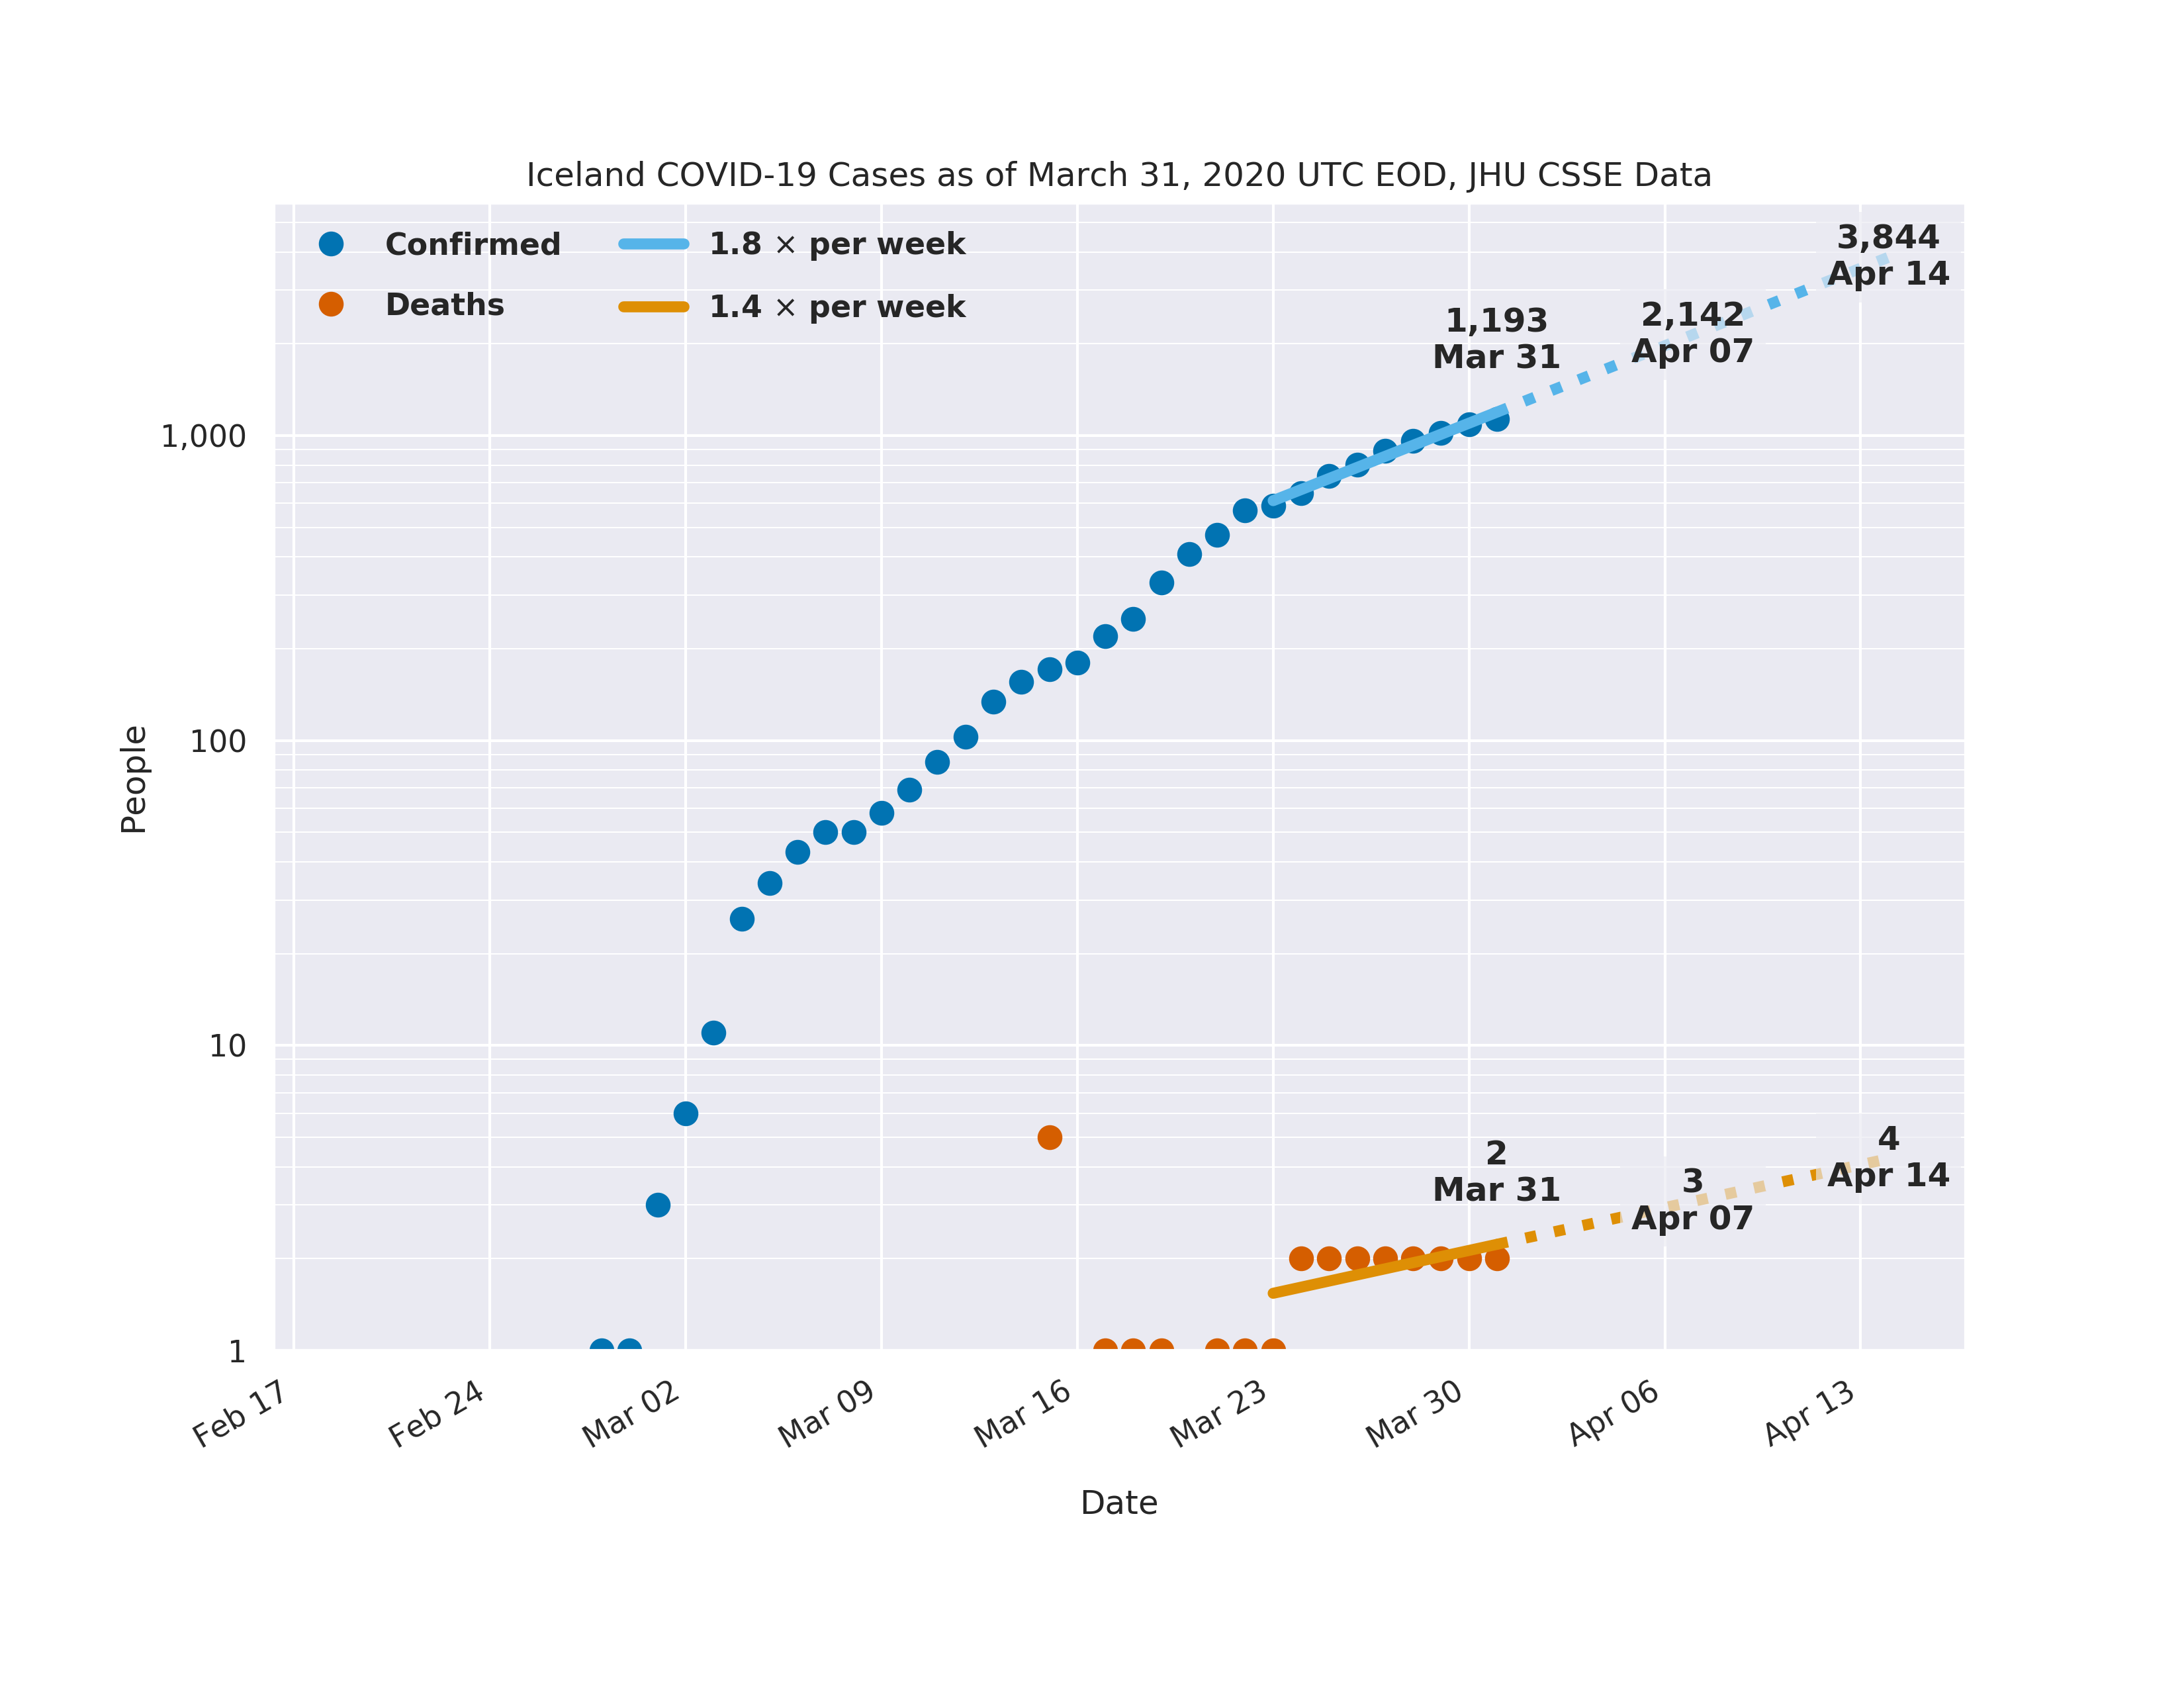 Iceland COVID-19 Cases as of March 31, 2020 UTC EOD, JHU CSSE Data
Confirmed
Deaths
1.8 × per week
1.4 × per week
3,844
Apr 14
2,142
Apr 07
1,193
Mar 31
1,000
100
10
1
People
2
Mar 31
3
Apr 07
4
Apr 14
Feb 17
Feb 24
Mar 02
Mar 09
Mar 16
Mar 23
Mar 30
Apr 06
Apr 13
Date